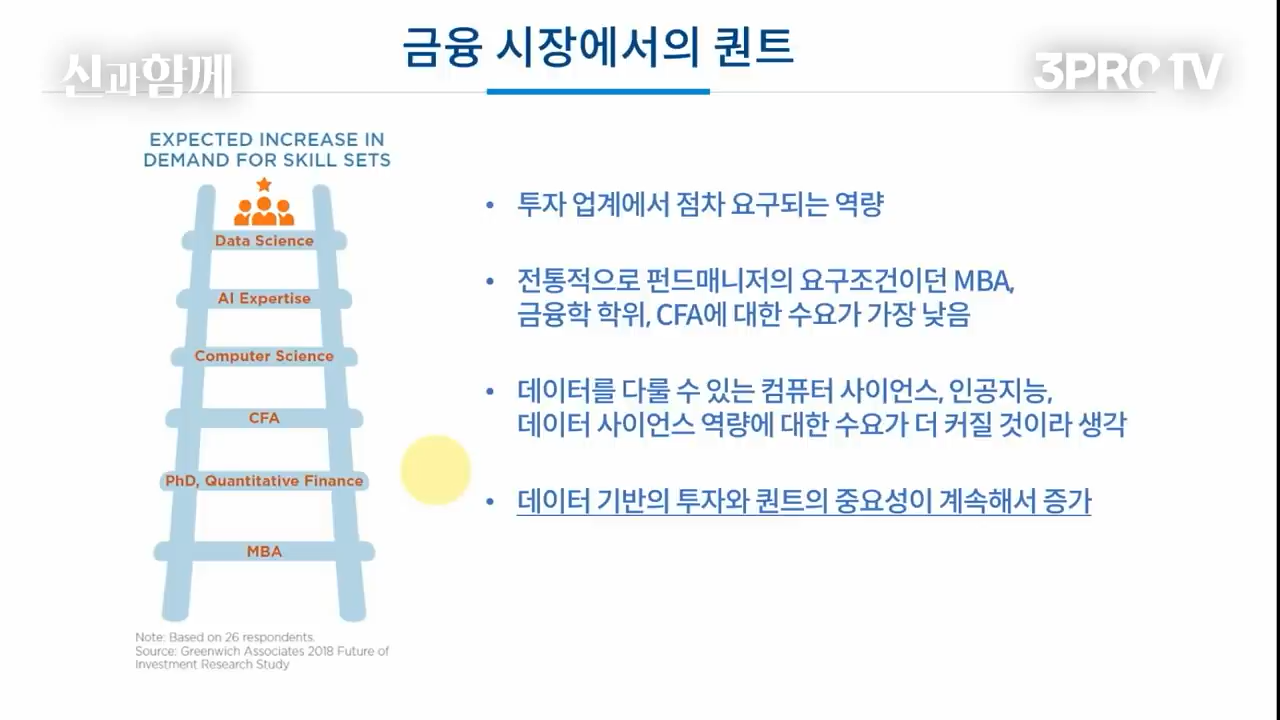 금융 시장에서의 퀀트
신과함께
3PROTV
EXPECTED INCREASE IN
DEMAND FOR SKILL SETS
Data Science
AI Expertise
Computer Science
CFA
PhD, Quantitative Finance
MBA
Note: Based on 26 respondents.
Source: Greenwich Associates 2018 Future of
Investment Research Study
• 투자 업계에서 점차 요구되는 역량
• 전통적으로 펀드매니저의 요구조건이던 MBA,
금융학 학위, CFA에 대한 수요가 가장 낮음
• 데이터를 다룰 수 있는 컴퓨터 사이언스, 인공지능,
데이터 사이언스 역량에 대한 수요가 더 커질 것이라 생각
• 데이터 기반의 투자와 퀀트의 중요성이 계속해서 증가